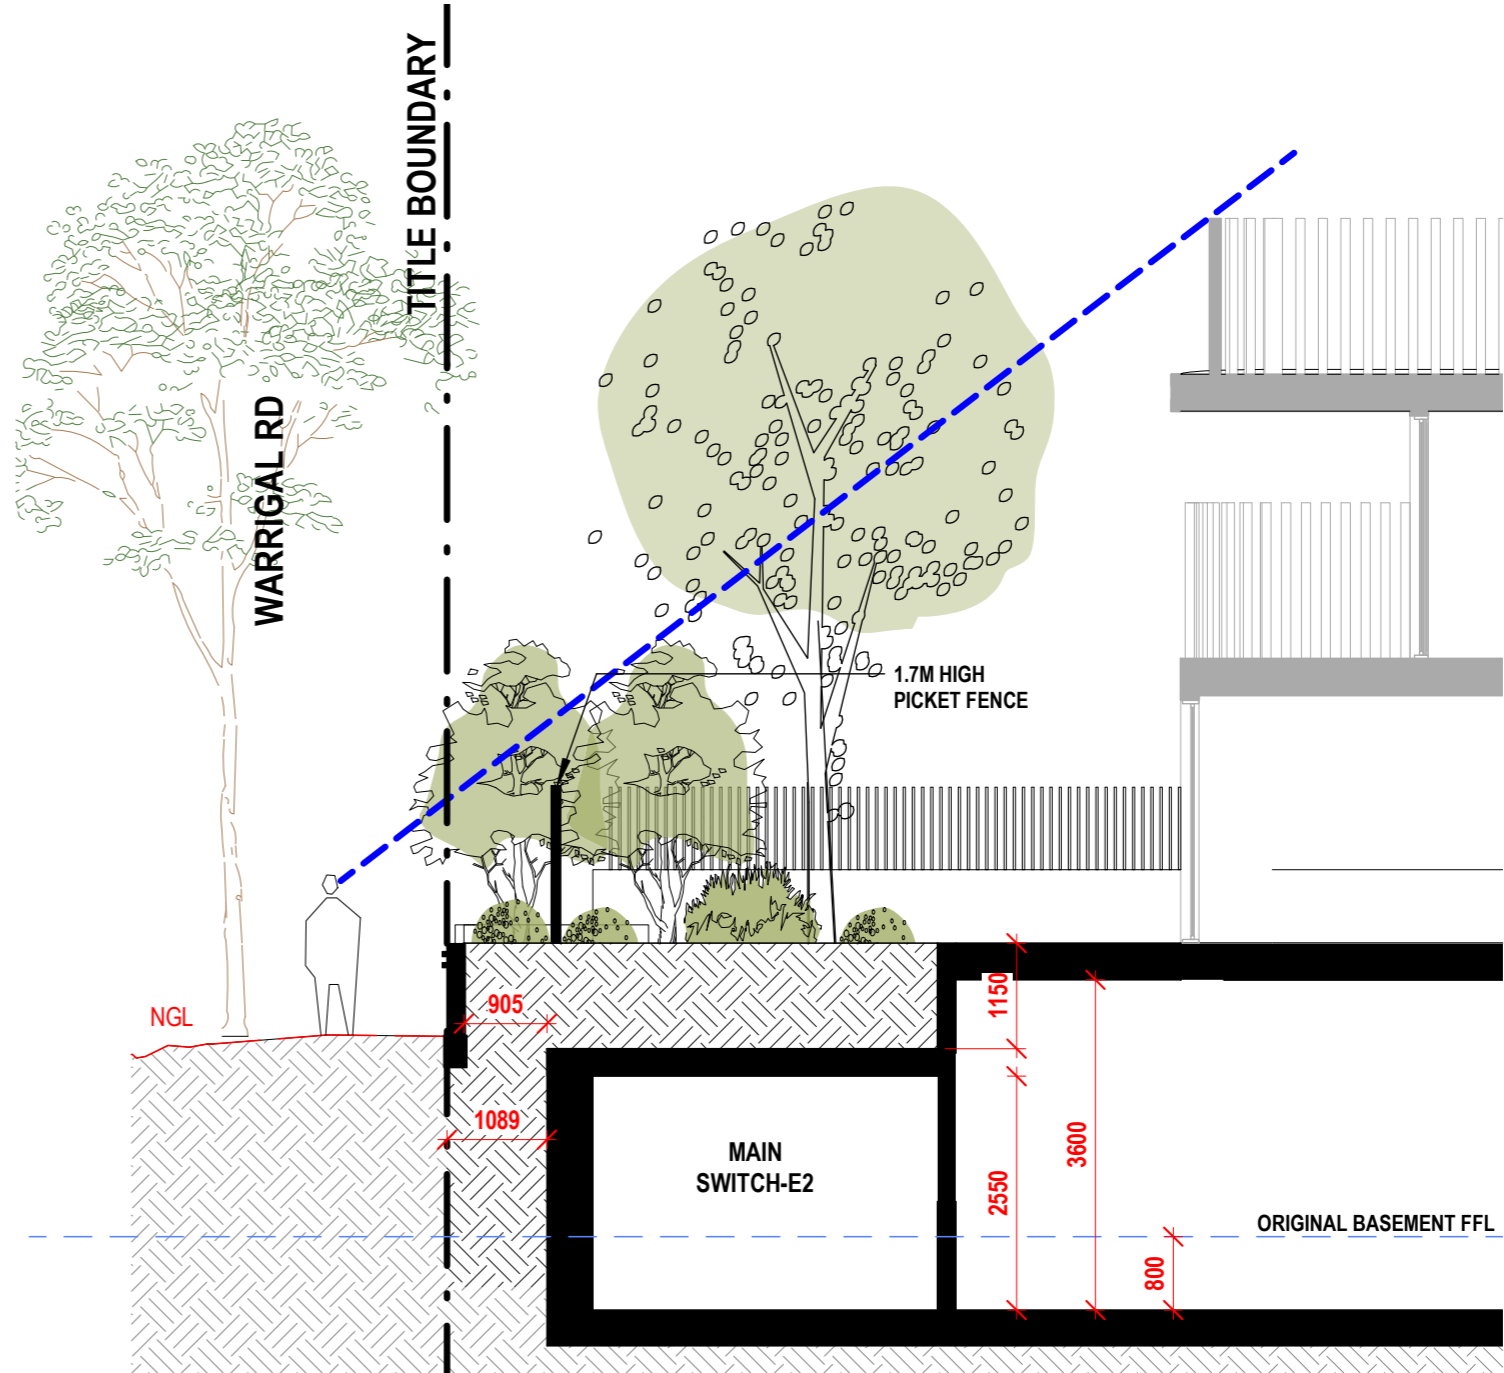 TITLE BOUNDARY
WARRIGAL RD
1.7M HIGH
PICKET FENCE
NGL
905
1150
1089
3600
MAIN
SWITCH-E2
2550
ORIGINAL BASEMENT FFL
800